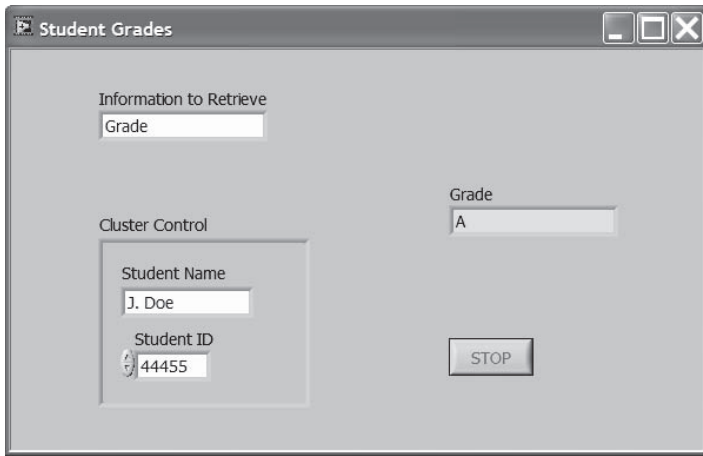 Student Grades
Information to Retrieve
Grade
Grade
A
Cluster Control
Student Name
J. Doe
Student ID
44455
STOP